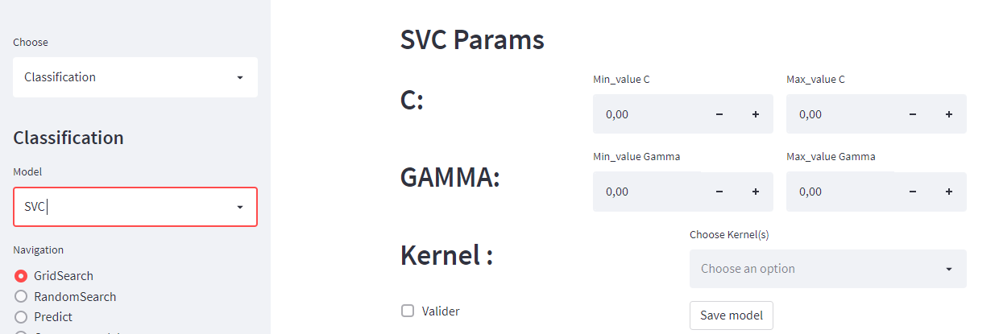 Choose
Classification
Classification
Model
SVC
Navigation
GridSearch
RandomSearch
Predict
SVC Params
C:
Min_value C
Max_value C
0,00
0,00
GAMMA:
Min_value Gamma
Max_value Gamma
0,00
0,00
Kernel :
Choose Kernel(s)
Choose an option
Valider
Save model